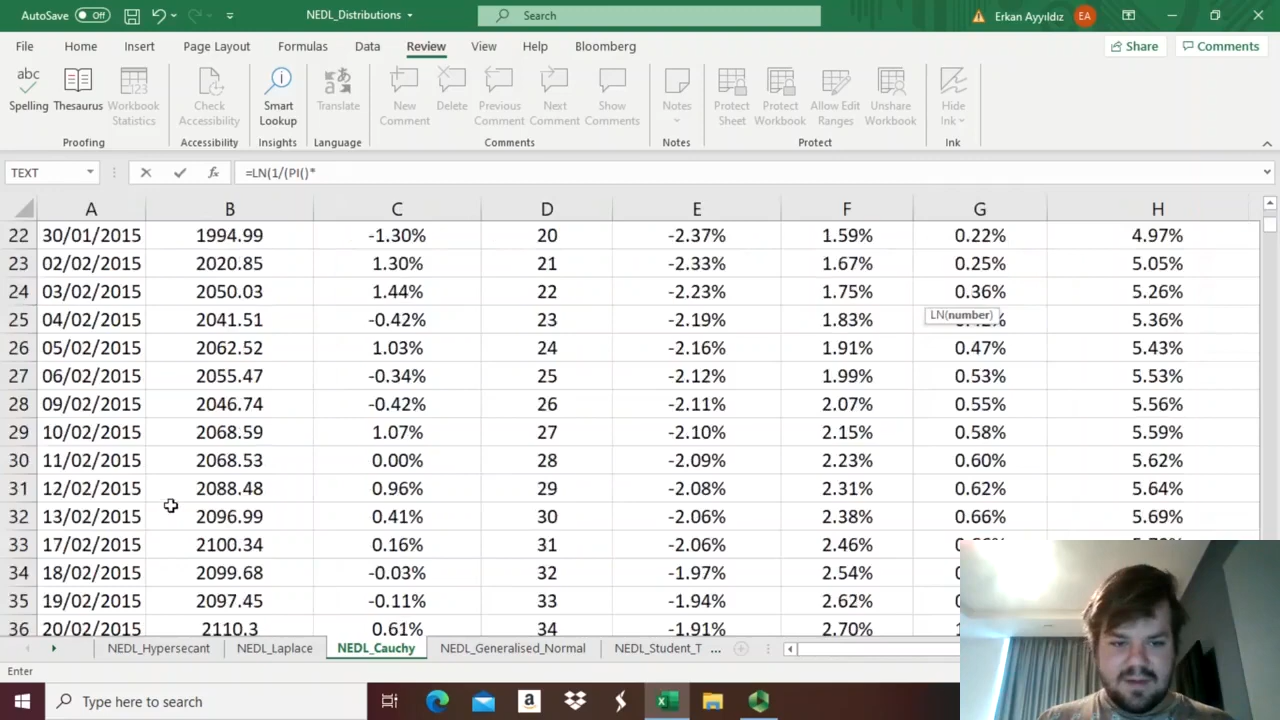 AutoSave Off NEDL_Distributions Search Erkan Ayyıldız EA
File Home Insert Page Layout Formulas Data Review View Help Bloomberg Share Comments
abc
Spelling Thesaurus Workbook Statistics
Check Accessibility
Smart Lookup
Translate
New Comment Delete Previous Comment Next Comment Show Comments
Notes
Protect Sheet Protect Workbook Allow Edit Ranges Unshare Workbook
Hide Ink
Proofing Accessibility Insights Language Comments Notes Protect Ink
TEXT fx =LN(1/(PI()*
A B C D E F G H
22 30/01/2015 1994.99 -1.30% 20 -2.37% 1.59% 0.22% 4.97%
23 02/02/2015 2020.85 1.30% 21 -2.33% 1.67% 0.25% 5.05%
24 03/02/2015 2050.03 1.44% 22 -2.23% 1.75% 0.36% 5.26%
25 04/02/2015 2041.51 -0.42% 23 -2.19% 1.83% LN(number) 5.36%
26 05/02/2015 2062.52 1.03% 24 -2.16% 1.91% 0.47% 5.43%
27 06/02/2015 2055.47 -0.34% 25 -2.12% 1.99% 0.53% 5.53%
28 09/02/2015 2046.74 -0.42% 26 -2.11% 2.07% 0.55% 5.56%
29 10/02/2015 2068.59 1.07% 27 -2.10% 2.15% 0.58% 5.59%
30 11/02/2015 2068.53 0.00% 28 -2.09% 2.23% 0.60% 5.62%
31 12/02/2015 2088.48 0.96% 29 -2.08% 2.31% 0.62% 5.64%
32 13/02/2015 2096.99 0.41% 30 -2.06% 2.38% 0.66% 5.69%
33 17/02/2015 2100.34 0.16% 31 -2.06% 2.46%
34 18/02/2015 2099.68 -0.03% 32 -1.97% 2.54%
35 19/02/2015 2097.45 -0.11% 33 -1.94% 2.62%
36 20/02/2015 2110.3 0.61% 34 -1.91% 2.70%
NEDL_Hypersecant NEDL_Laplace NEDL_Cauchy NEDL_Generalised_Normal NEDL_Student_T ...
Enter
Type here to search